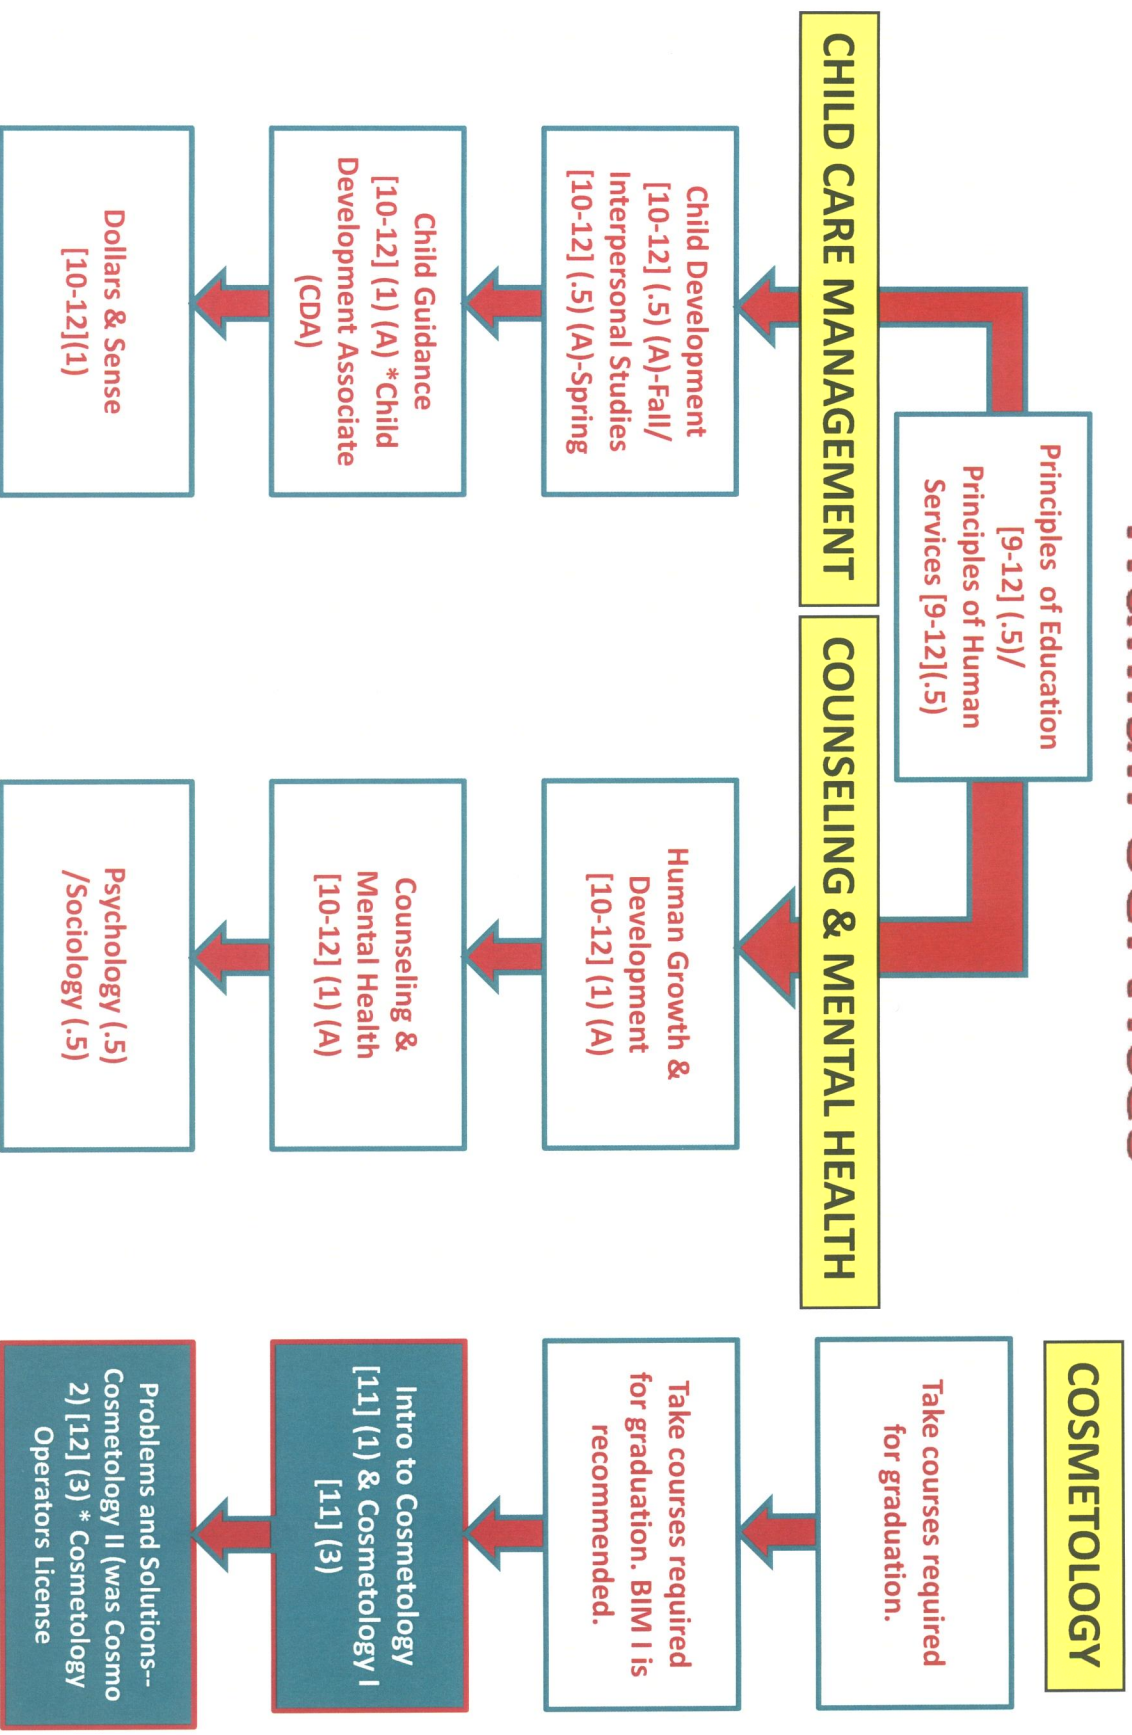 Principles  of Education
[9-12] (.5)/
Principles of Human
Services [9-12](.5)
CHILD CARE MANAGEMENT
Child Development
[10-12] (.5) (A)-Fall/
Interpersonal Studies
[10-12] (.5) (A)-Spring
Child Guidance
[10-12] (1) (A) *Child
Development Associate
(CDA)
Dollars & Sense
[10-12](1)
COUNSELING & MENTAL HEALTH
Human Growth &
Development
[10-12] (1) (A)
Counseling &
Mental Health
[10-12] (1) (A)
Psychology (.5)
/Sociology (.5)
COSMETOLOGY
Take courses required
for graduation.
Take courses required
for graduation. BIM I is
recommended.
Intro to Cosmetology
[11] (1) & Cosmetology I
[11] (3)
Problems and Solutions--
Cosmetology II (was Cosmo
2) [12] (3) * Cosmetology
Operators License